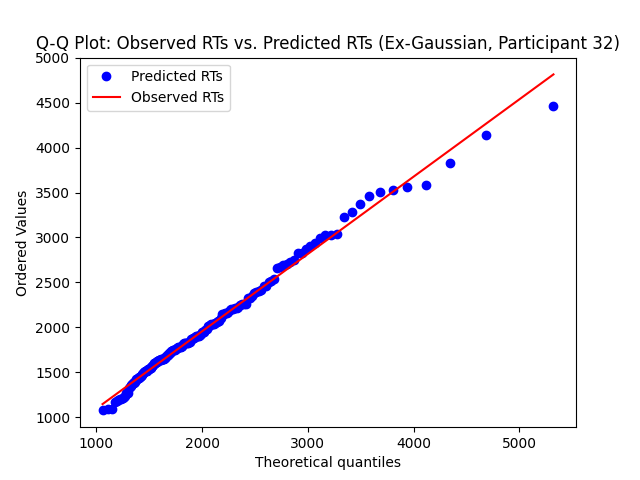 Q-Q Plot: Observed RTs vs. Predicted RTs (Ex-Gaussian, Participant 32)
Predicted RTs
Observed RTs
5000
4500
4000
3500
3000
2500
2000
1500
1000
Ordered Values
1000 2000 3000 4000 5000
Theoretical quantiles